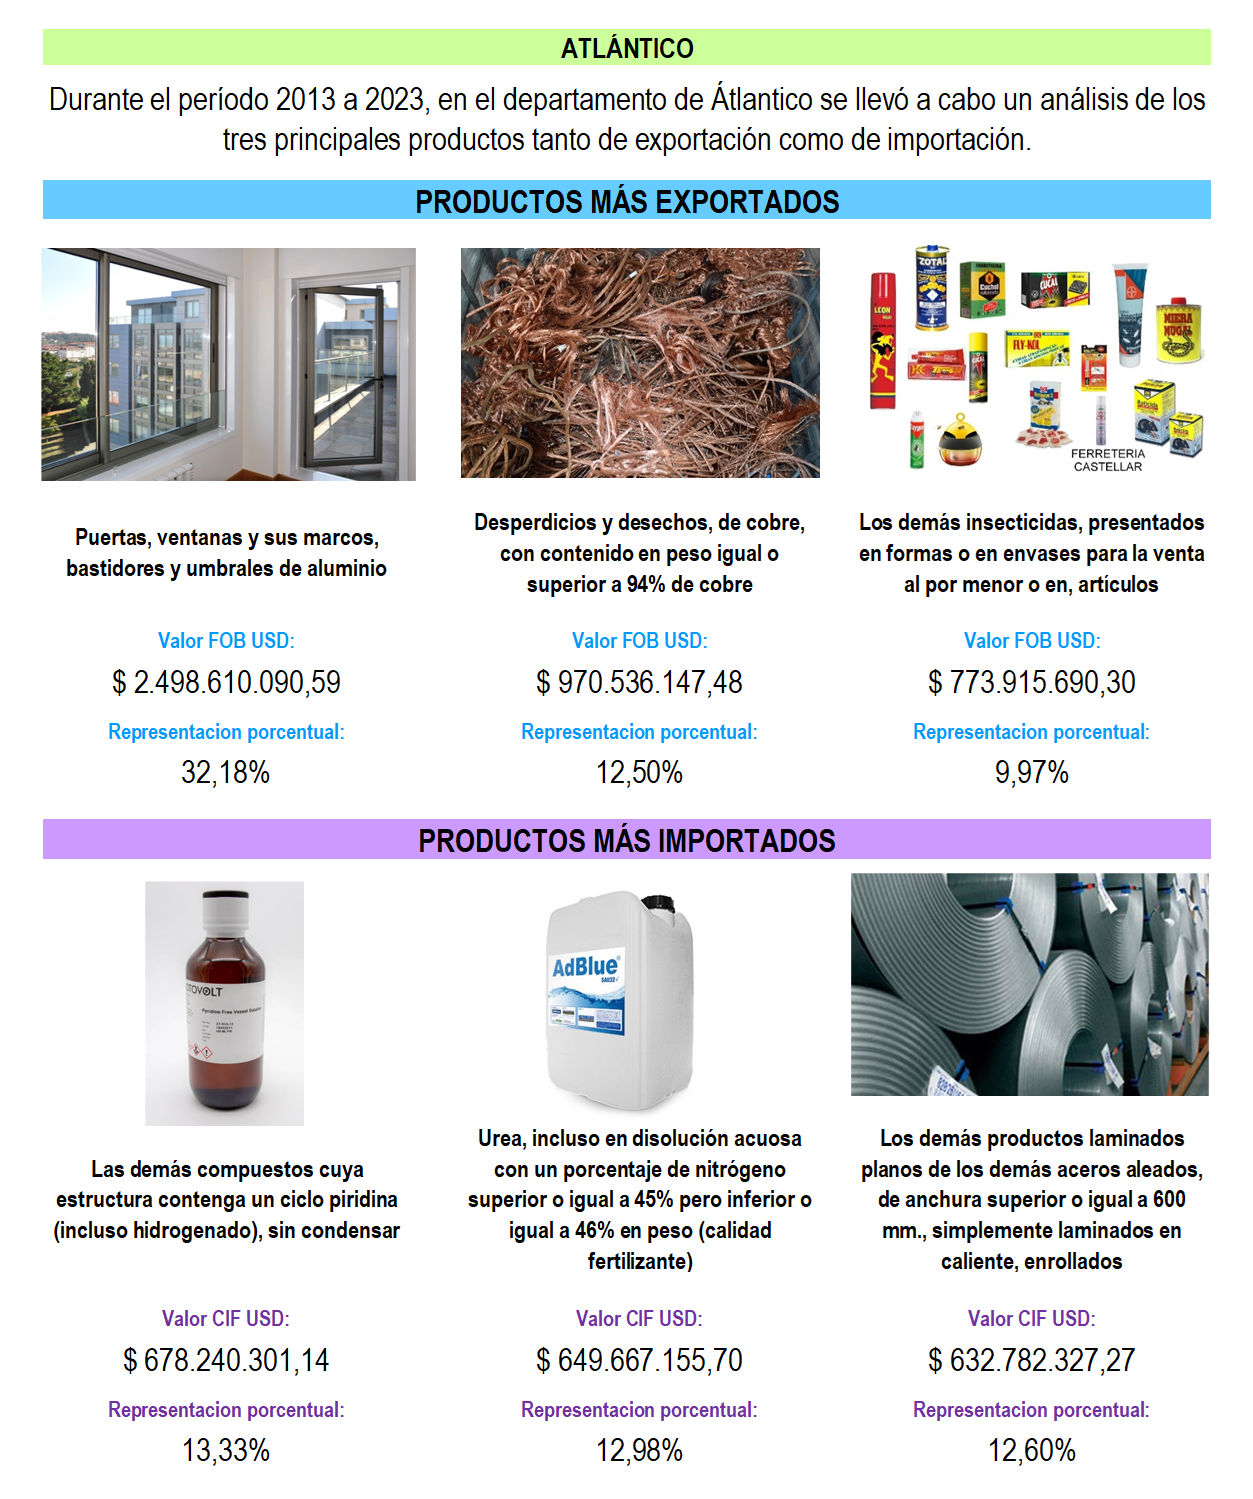 ATLÁNTICO
Durante el período 2013 a 2023, en el departamento de Átlantico se llevó a cabo un análisis de los
tres principales productos tanto de exportación como de importación.
PRODUCTOS MÁS EXPORTADOS
ZOTAL
Cuchol
CUCAL
LEON
FLY-KOL
CUCAL
MIERA
NUGAL
Raticida
FERRETERIA
CASTELLAR
Puertas, ventanas y sus marcos,
bastidores y umbrales de aluminio
Desperdicios y desechos, de cobre,
con contenido en peso igual o
superior a 94% de cobre
Los demás insecticidas, presentados
en formas o en envases para la venta
al por menor o en, artículos
Valor FOB USD:
Valor FOB USD:
Valor FOB USD:
$ 2.498.610.090,59
$ 970.536.147,48
$ 773.915.690,30
Representacion porcentual:
Representacion porcentual:
Representacion porcentual:
32,18%
12,50%
9,97%
PRODUCTOS MÁS IMPORTADOS
OTOVOLT
Pyridine-Free Vessel Solution
AdBlue®
Las demás compuestos cuya
estructura contenga un ciclo piridina
(incluso hidrogenado), sin condensar
Urea, incluso en disolución acuosa
con un porcentaje de nitrógeno
superior o igual a 45% pero inferior o
igual a 46% en peso (calidad
fertilizante)
Los demás productos laminados
planos de los demás aceros aleados,
de anchura superior o igual a 600
mm., simplemente laminados en
caliente, enrollados
Valor CIF USD:
Valor CIF USD:
Valor CIF USD:
$ 678.240.301,14
$ 649.667.155,70
$ 632.782.327,27
Representacion porcentual:
Representacion porcentual:
Representacion porcentual:
13,33%
12,98%
12,60%